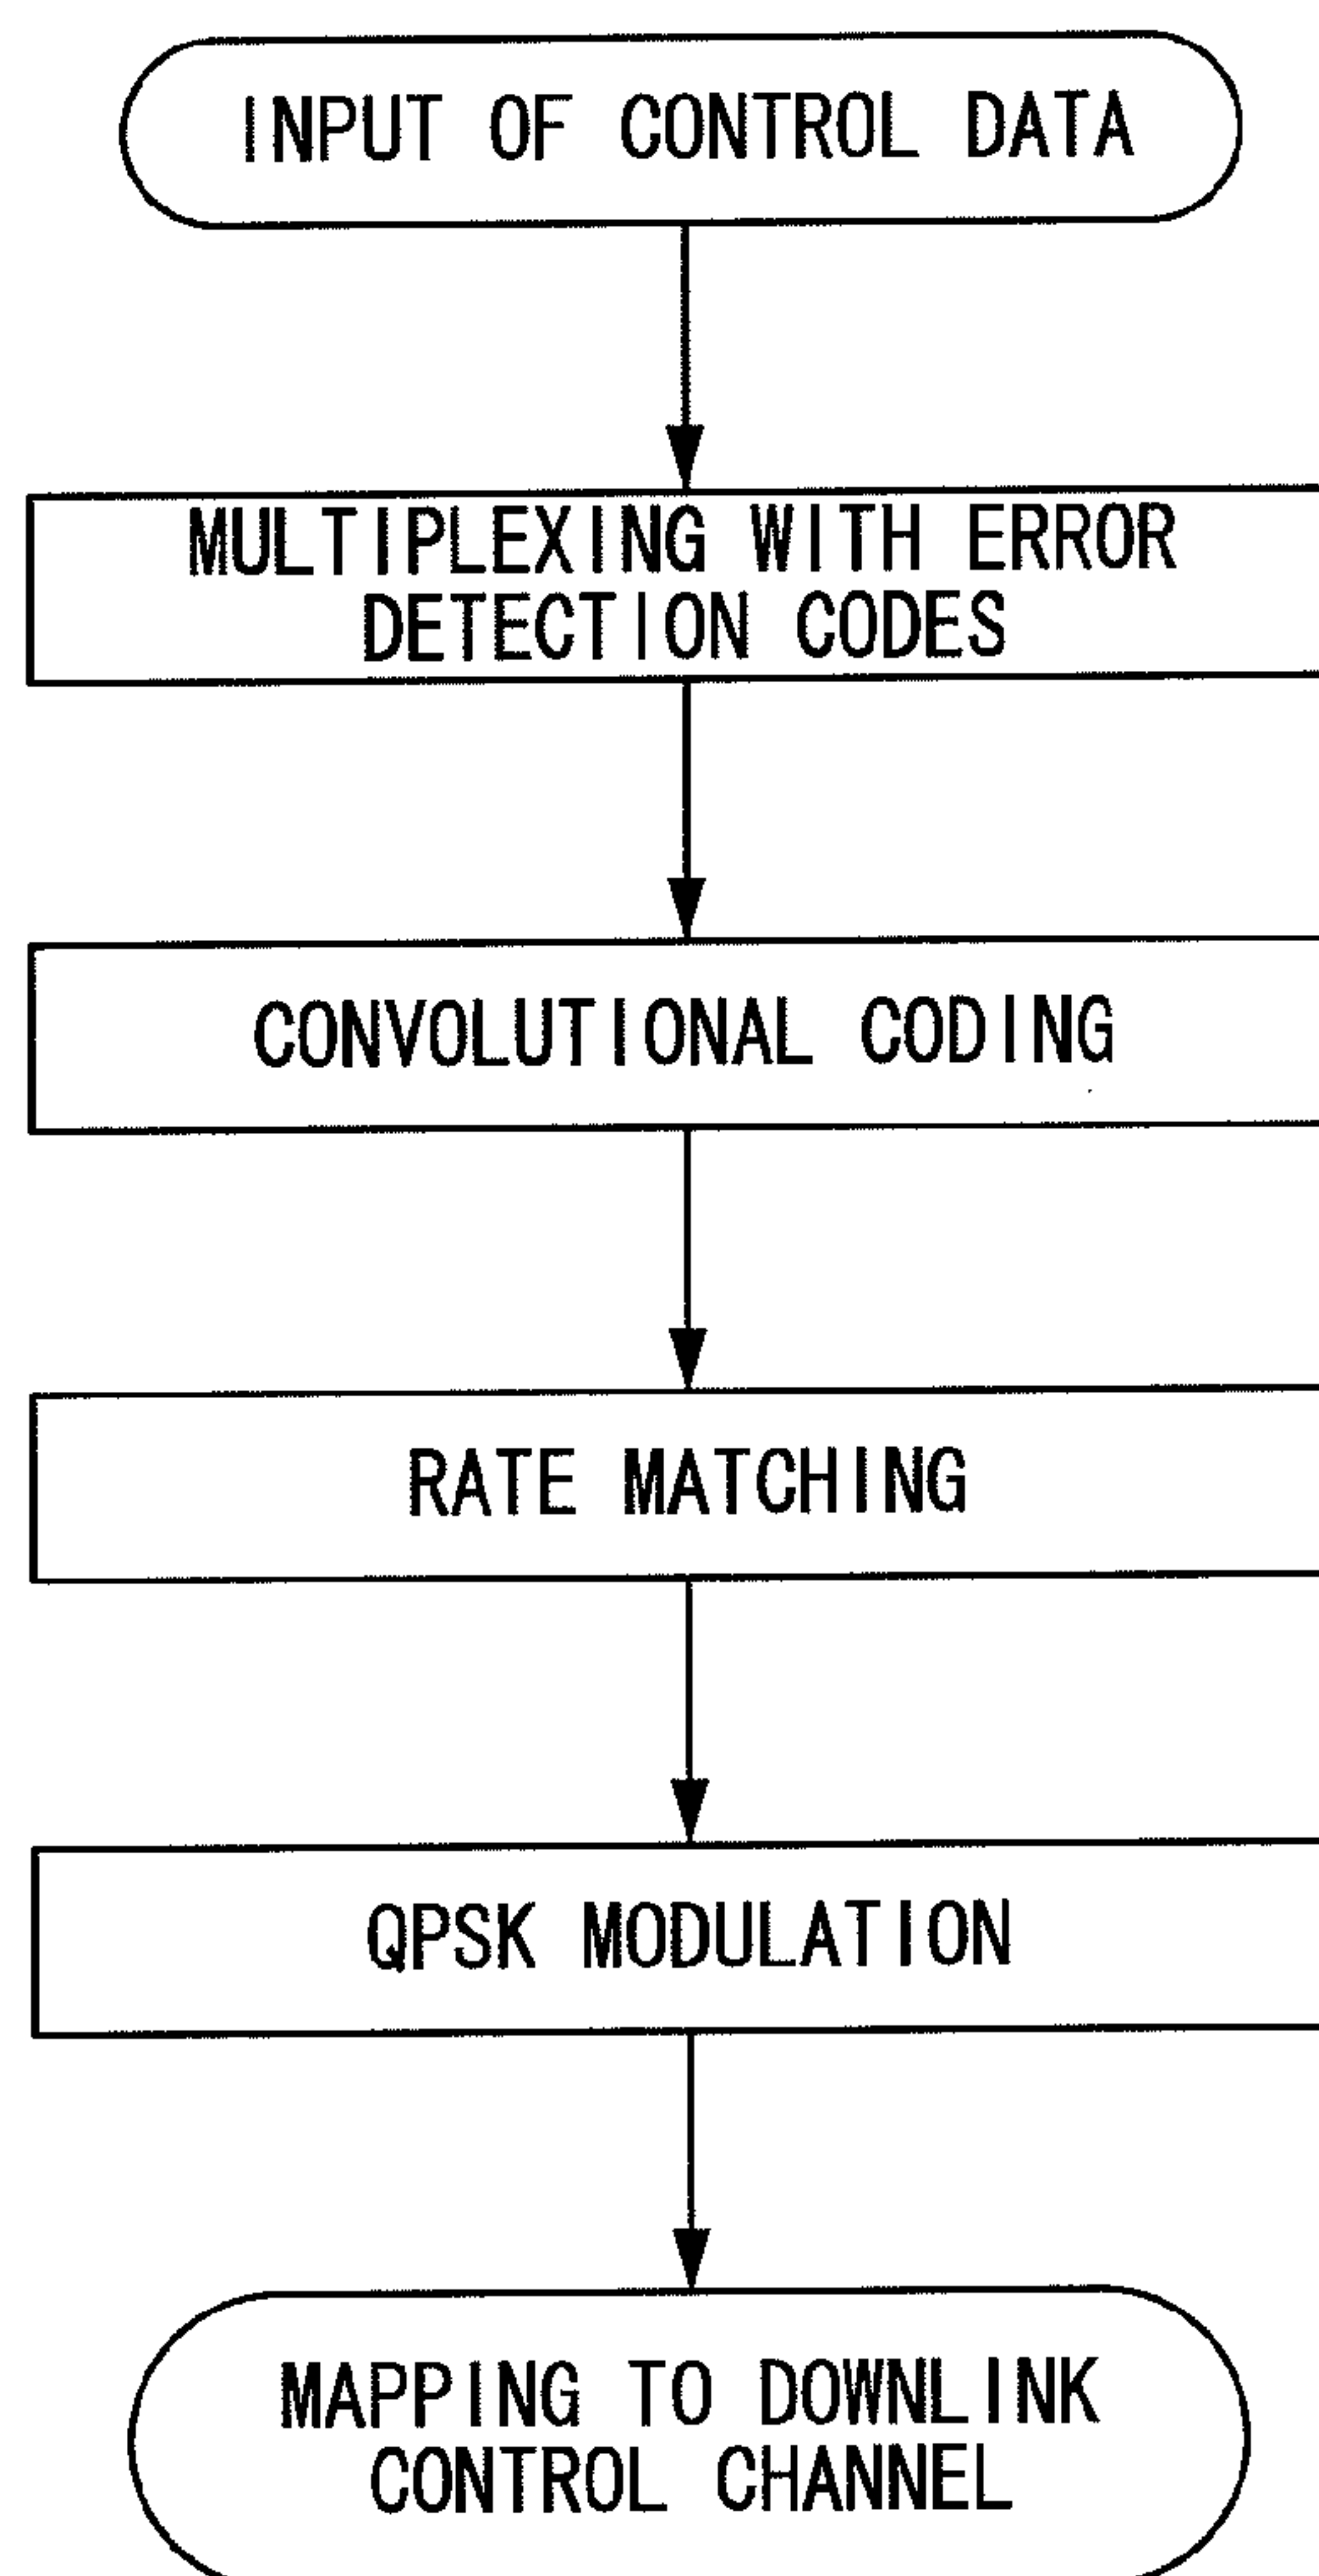 INPUT OF CONTROL DATA
MULTIPLEXING WITH ERROR
DETECTION CODES
CONVOLUTIONAL CODING
RATE MATCHING
QPSK MODULATION
MAPPING TO DOWNLINK
CONTROL CHANNEL